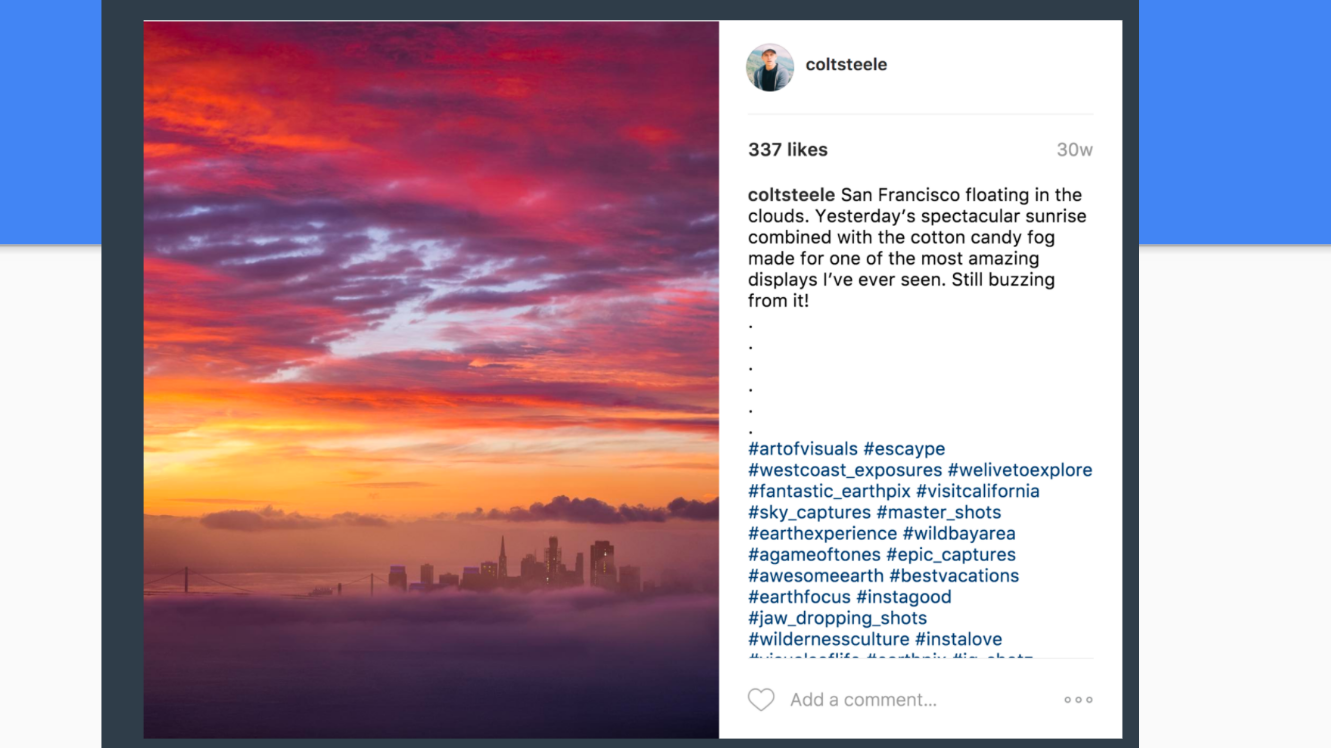 coltsteele
337 likes 30w
coltsteele San Francisco floating in the
clouds. Yesterday's spectacular sunrise
combined with the cotton candy fog
made for one of the most amazing
displays I've ever seen. Still buzzing
from it!
.
.
.
.
.
.
#artofvisuals #escaype
#westcoast_exposures #welivetoexplore
#fantastic_earthpix #visitcalifornia
#sky_captures #master_shots
#earthexperience #wildbayarea
#agameoftones #epic_captures
#awesomeearth #bestvacations
#earthfocus #instagood
#jaw_dropping_shots
#wildernessculture #instalove
Add a comment...